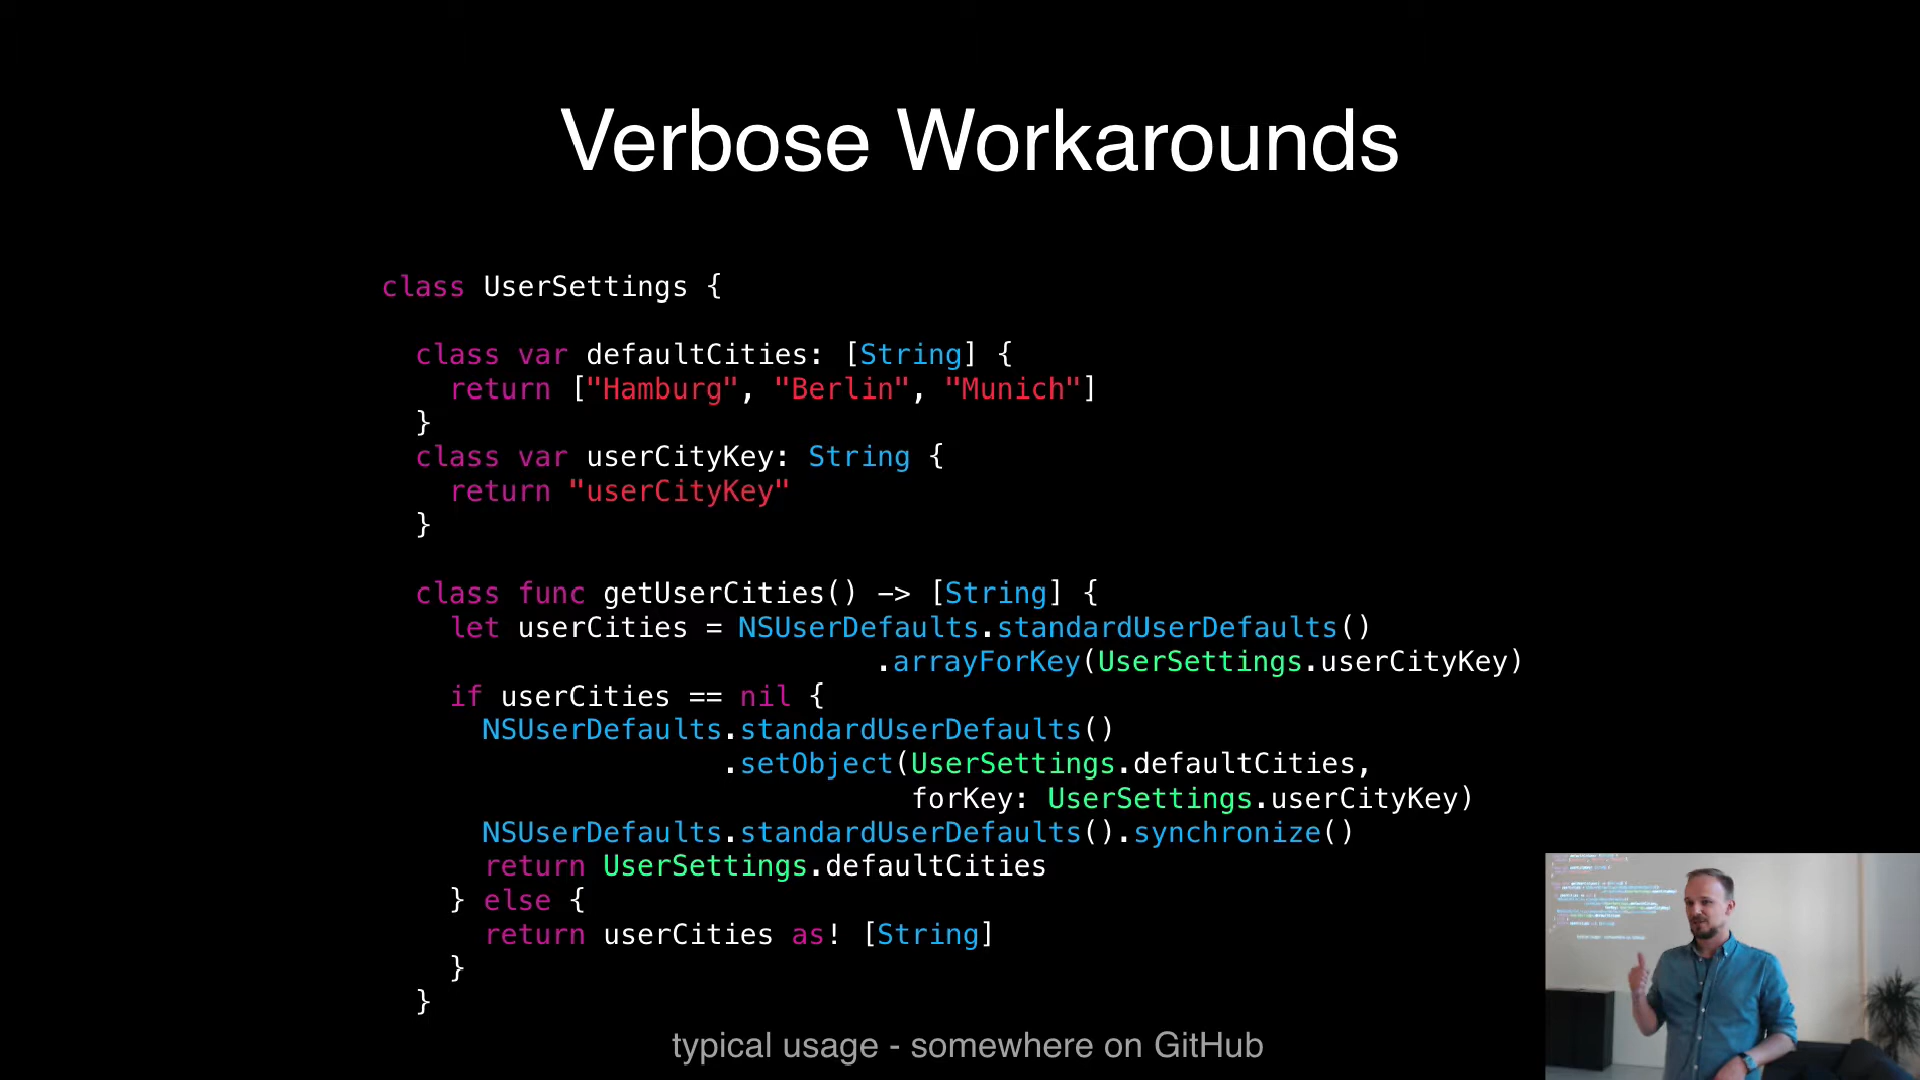 Verbose Workarounds
class UserSettings {
class var defaultCities: [String] {
return ["Hamburg", "Berlin", "Munich"]
}
class var userCityKey: String {
return "userCityKey"
}
class func getUserCities() -> [String] {
let userCities = NSUserDefaults.standardUserDefaults()
.arrayForKey(UserSettings.userCityKey)
if userCities == nil {
NSUserDefaults.standardUserDefaults()
.setObject(UserSettings.defaultCities,
forKey: UserSettings.userCityKey)
NSUserDefaults.standardUserDefaults().synchronize()
return UserSettings.defaultCities
} else {
return userCities as! [String]
}
}
typical usage - somewhere on GitHub